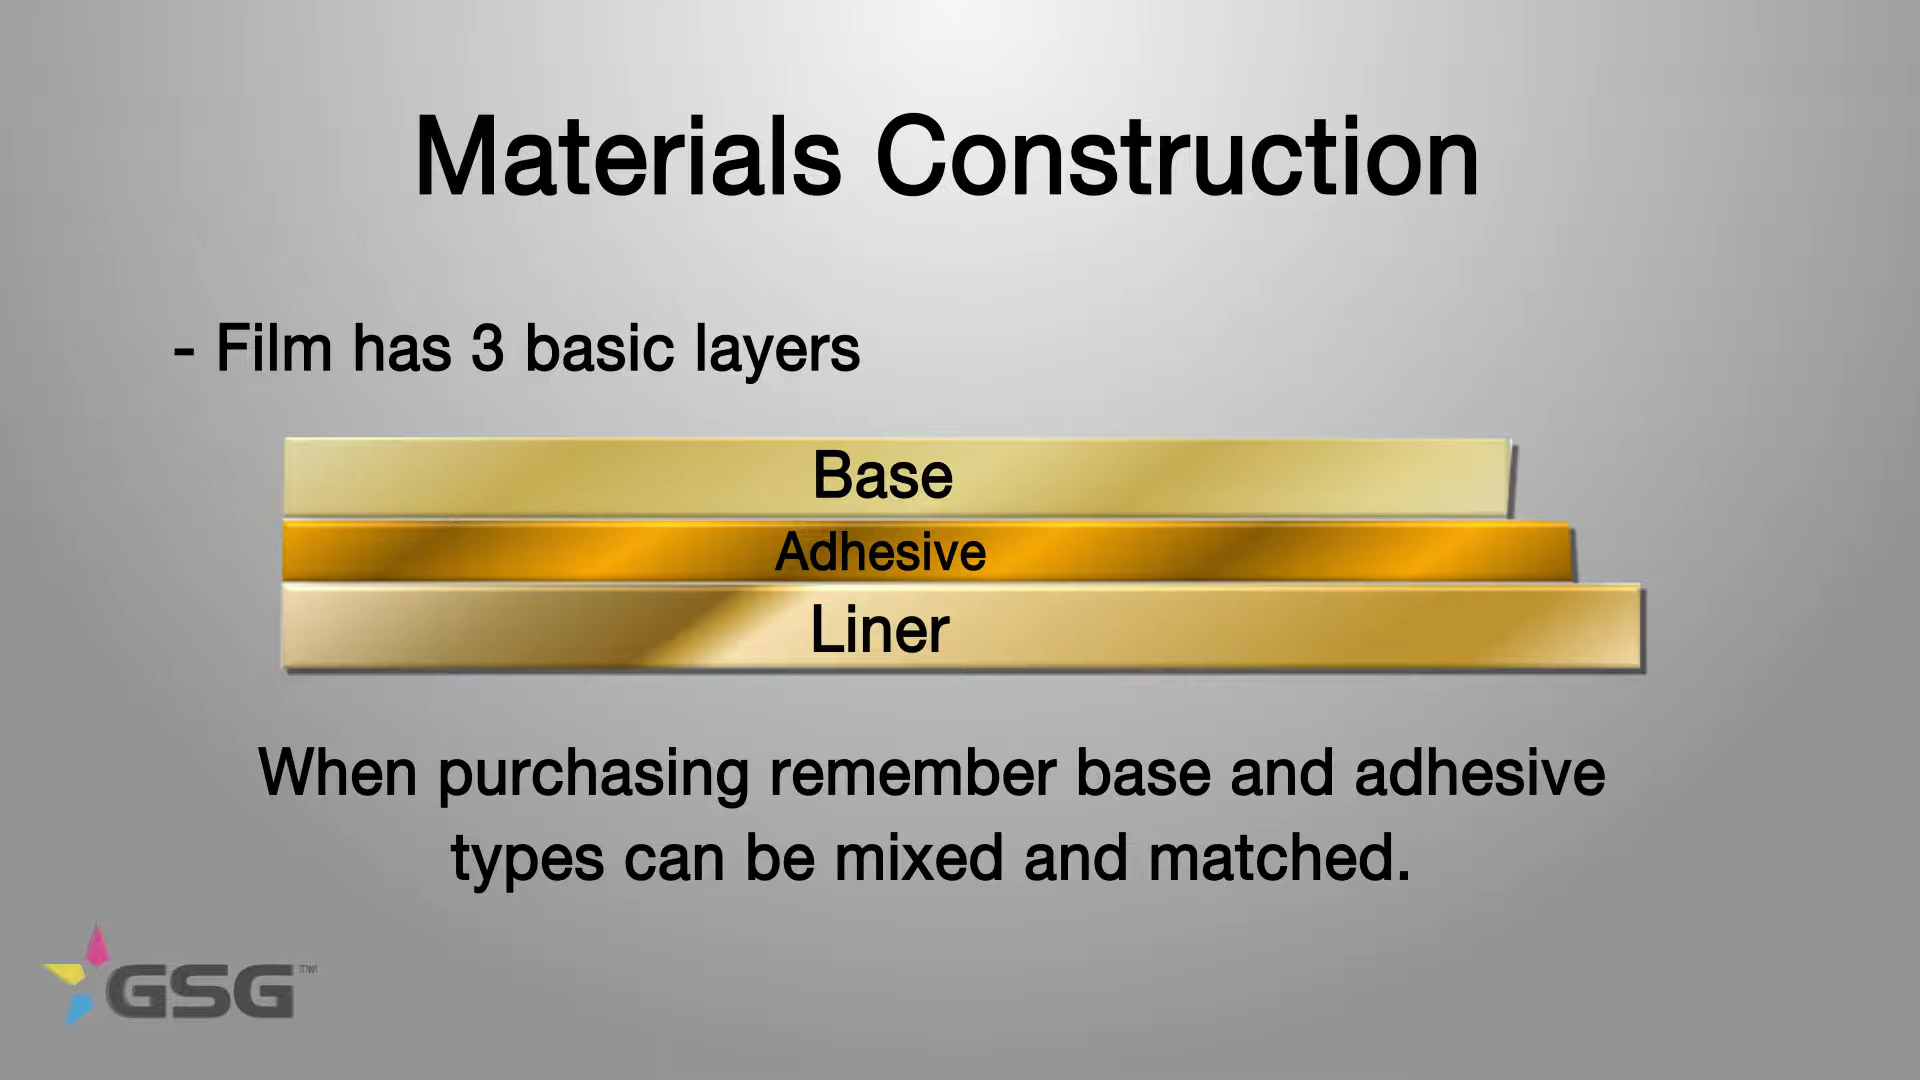 Materials Construction
- Film has 3 basic layers
Base
Adhesive
Liner
When purchasing remember base and adhesive
types can be mixed and matched.
GSG™